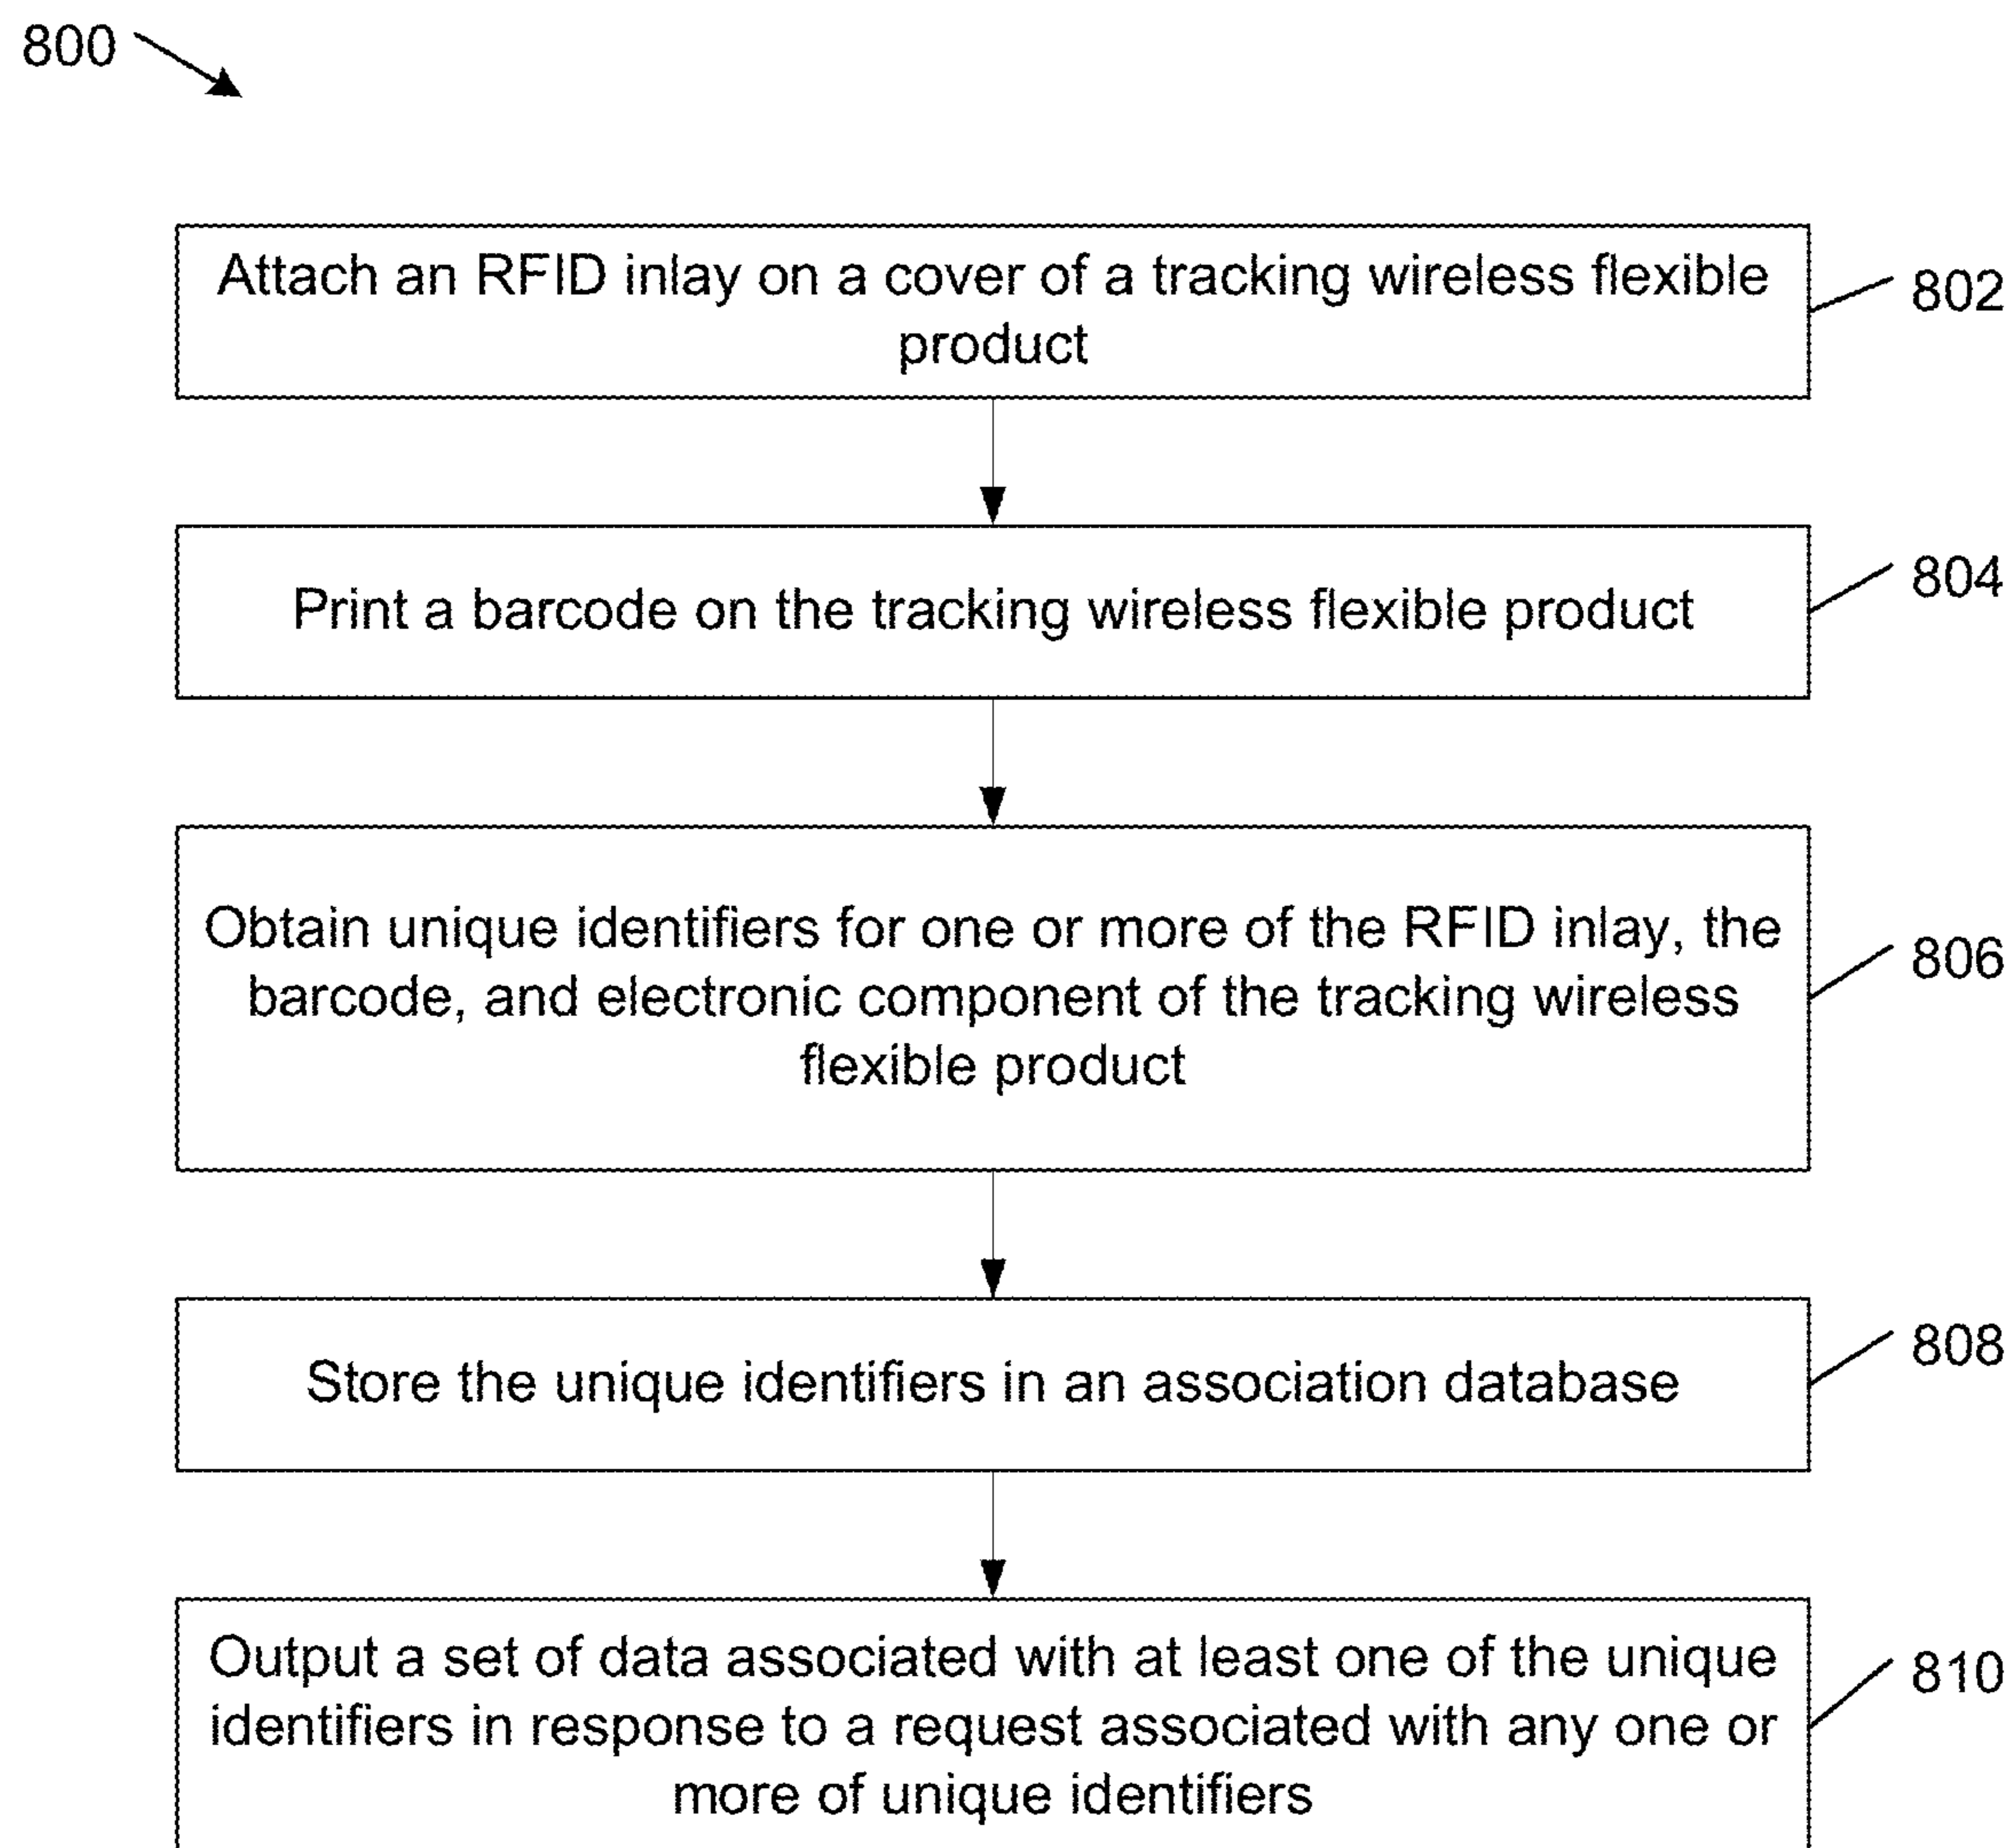 800
Attach an RFID inlay on a cover of a tracking wireless flexible
product
802
Print a barcode on the tracking wireless flexible product
804
Obtain unique identifiers for one or more of the RFID inlay, the
barcode, and electronic component of the tracking wireless
flexible product
806
Store the unique identifiers in an association database
808
Output a set of data associated with at least one of the unique
identifiers in response to a request associated with any one or
more of unique identifiers
810